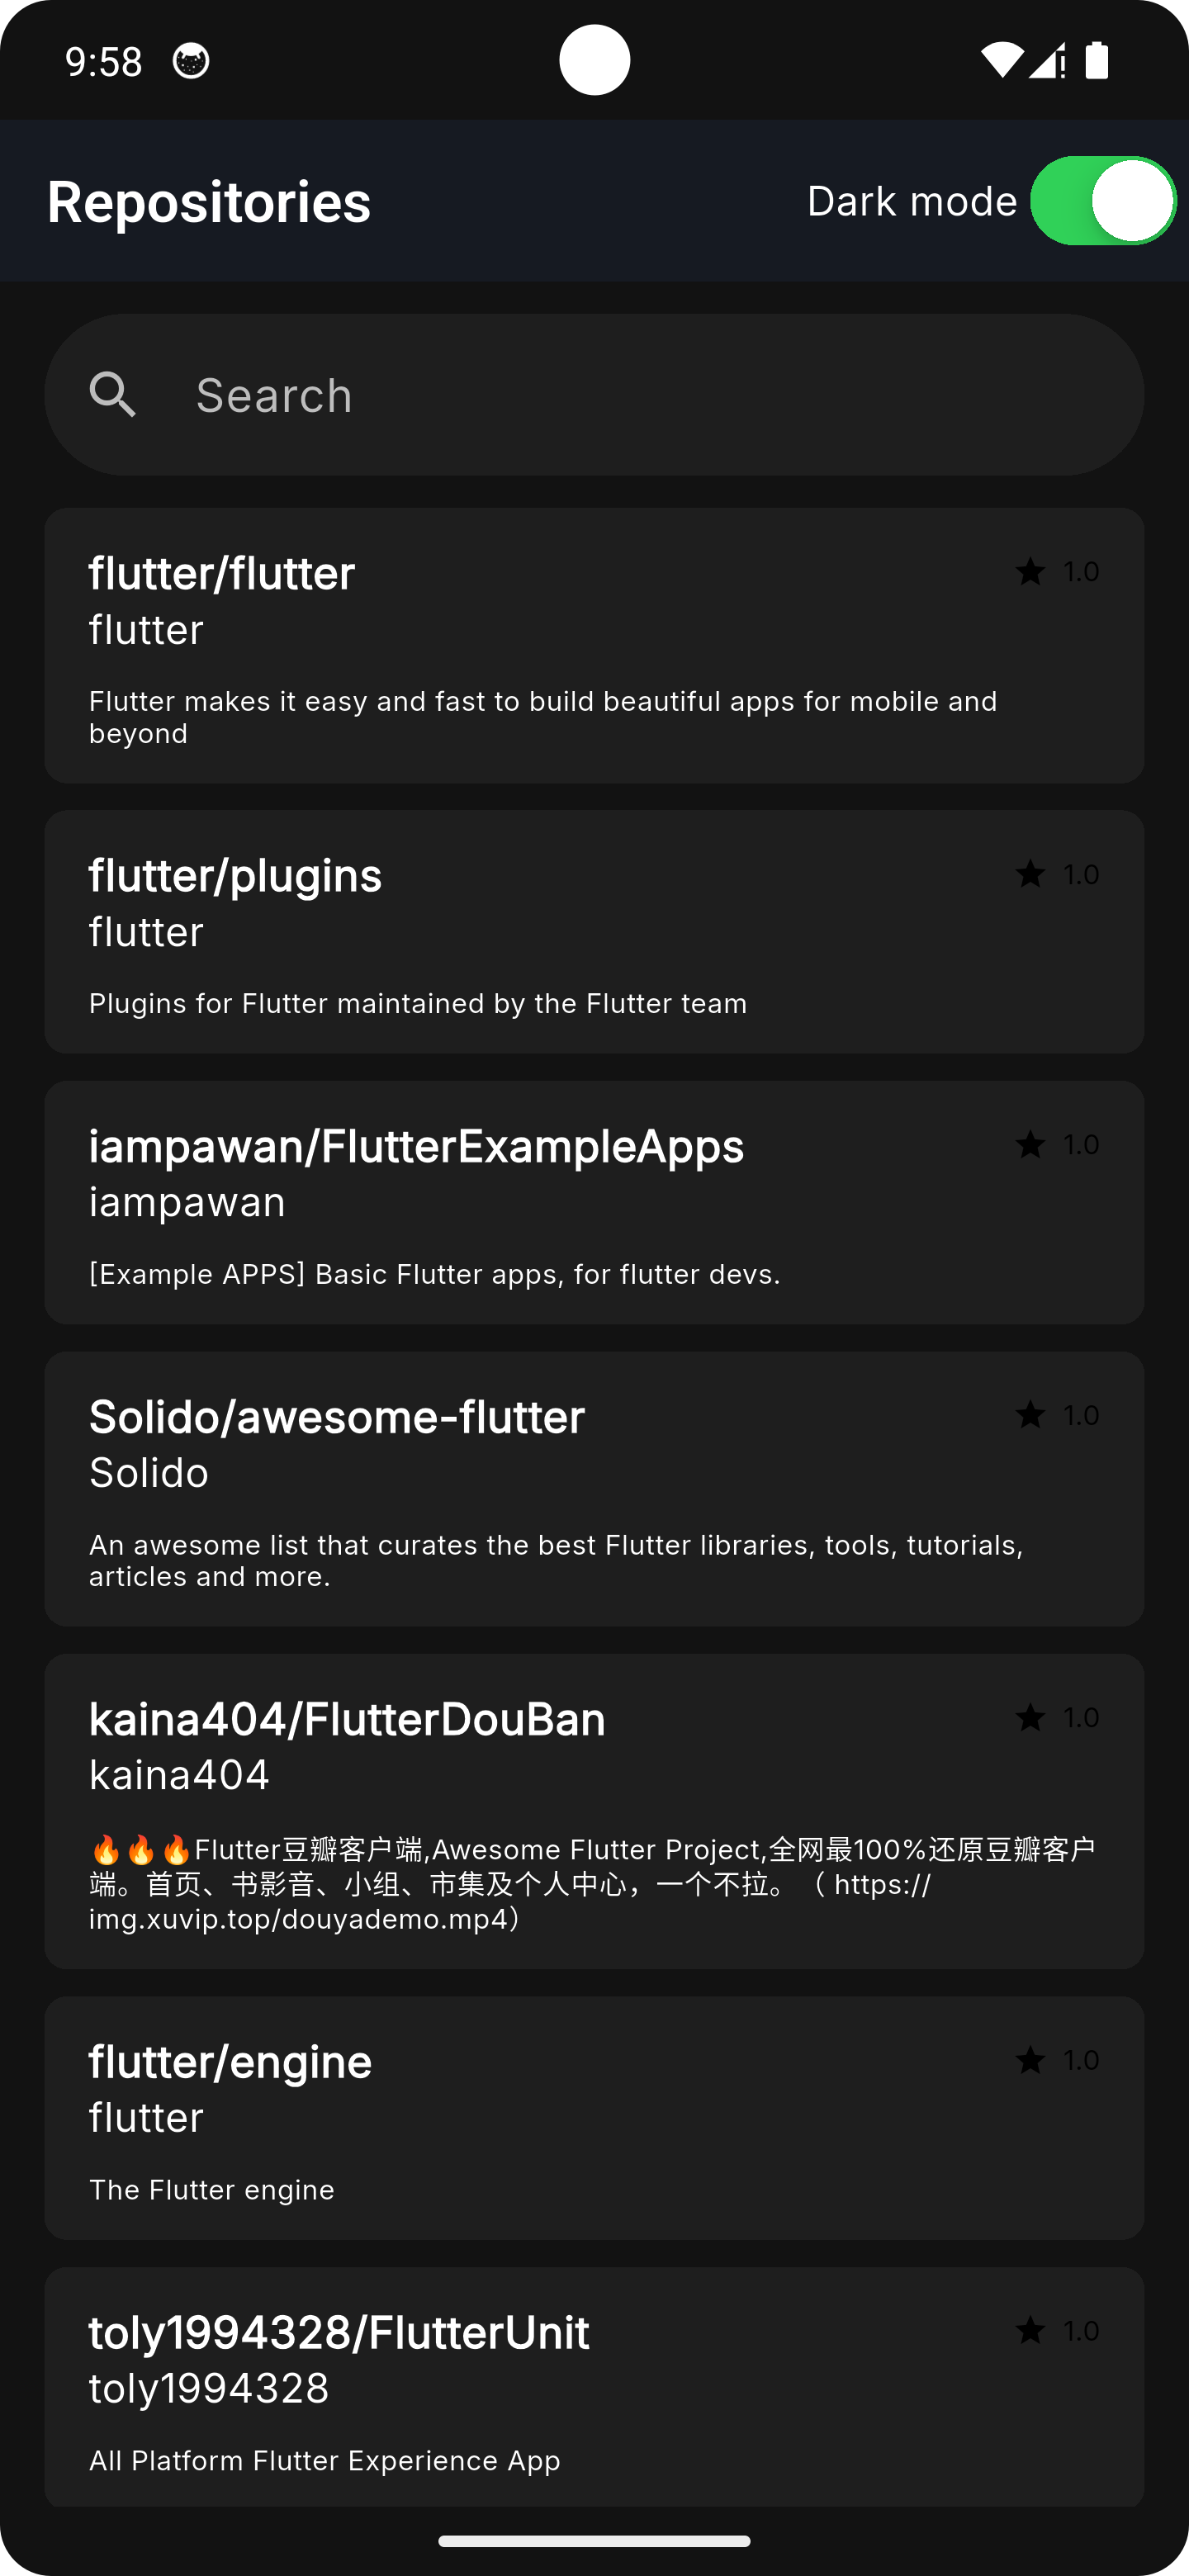 9:58
Repositories
Dark mode
Search
flutter/flutter
1.0
flutter
Flutter makes it easy and fast to build beautiful apps for mobile and
beyond
flutter/plugins
1.0
flutter
Plugins for Flutter maintained by the Flutter team
iampawan/FlutterExampleApps
1.0
iampawan
[Example APPS] Basic Flutter apps, for flutter devs.
Solido/awesome-flutter
1.0
Solido
An awesome list that curates the best Flutter libraries, tools, tutorials,
articles and more.
kaina404/FlutterDouBan
1.0
kaina404
🔥🔥🔥Flutter豆瓣客户端,Awesome Flutter Project,全网最100%还原豆瓣客户
端。首页、书影音、小组、市集及个人中心，一个不拉。（ https://
img.xuvip.top/douyademo.mp4）
flutter/engine
1.0
flutter
The Flutter engine
toly1994328/FlutterUnit
1.0
toly1994328
All Platform Flutter Experience App